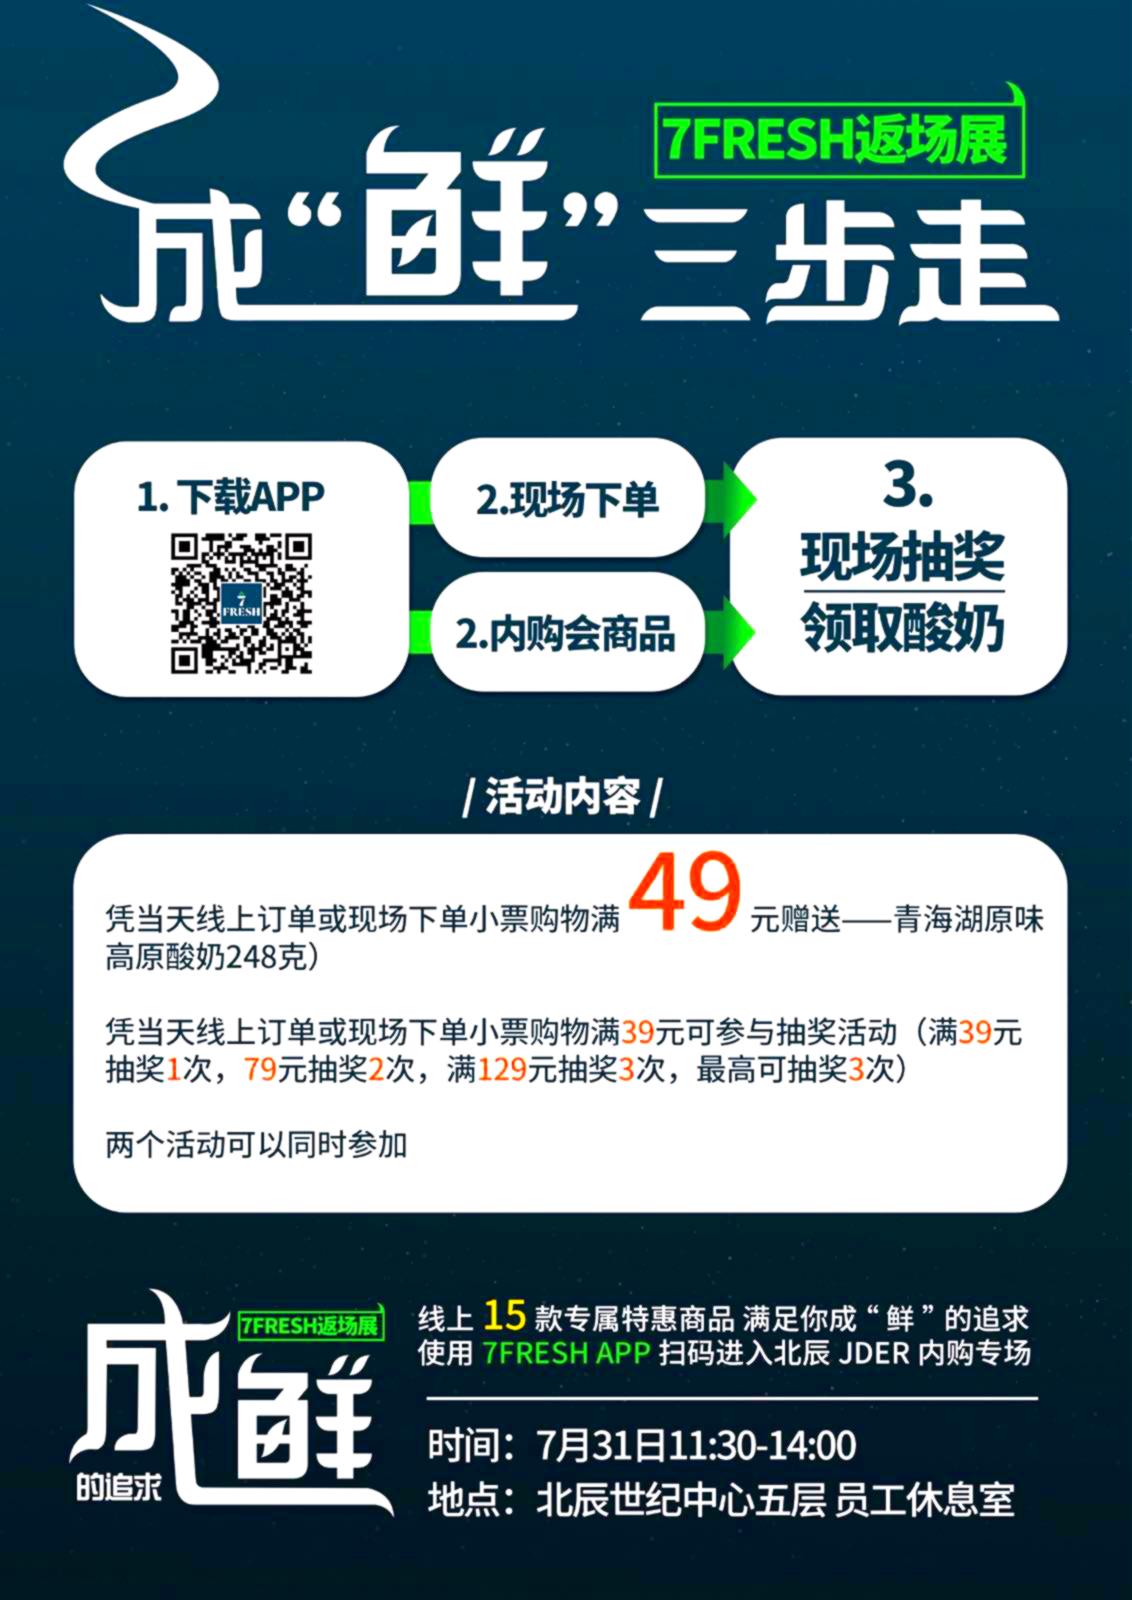 7FRESH返场展
成“鲜”三步走
1. 下载APP
7
FRESH
2.现场下单
2.内购会商品
3.
现场抽奖
领取酸奶
/ 活动内容 /
凭当天线上订单或现场下单小票购物满 49 元赠送——青海湖原味
高原酸奶248克）
凭当天线上订单或现场下单小票购物满39元可参与抽奖活动（满39元
抽奖1次，79元抽奖2次，满129元抽奖3次，最高可抽奖3次）
两个活动可以同时参加
成鲜
7FRESH返场展
的追求
线上 15 款专属特惠商品 满足你成 “ 鲜 ” 的追求
使用 7FRESH APP 扫码进入北辰 JDER 内购专场
时间：7月31日11:30-14:00
地点：北辰世纪中心五层 员工休息室